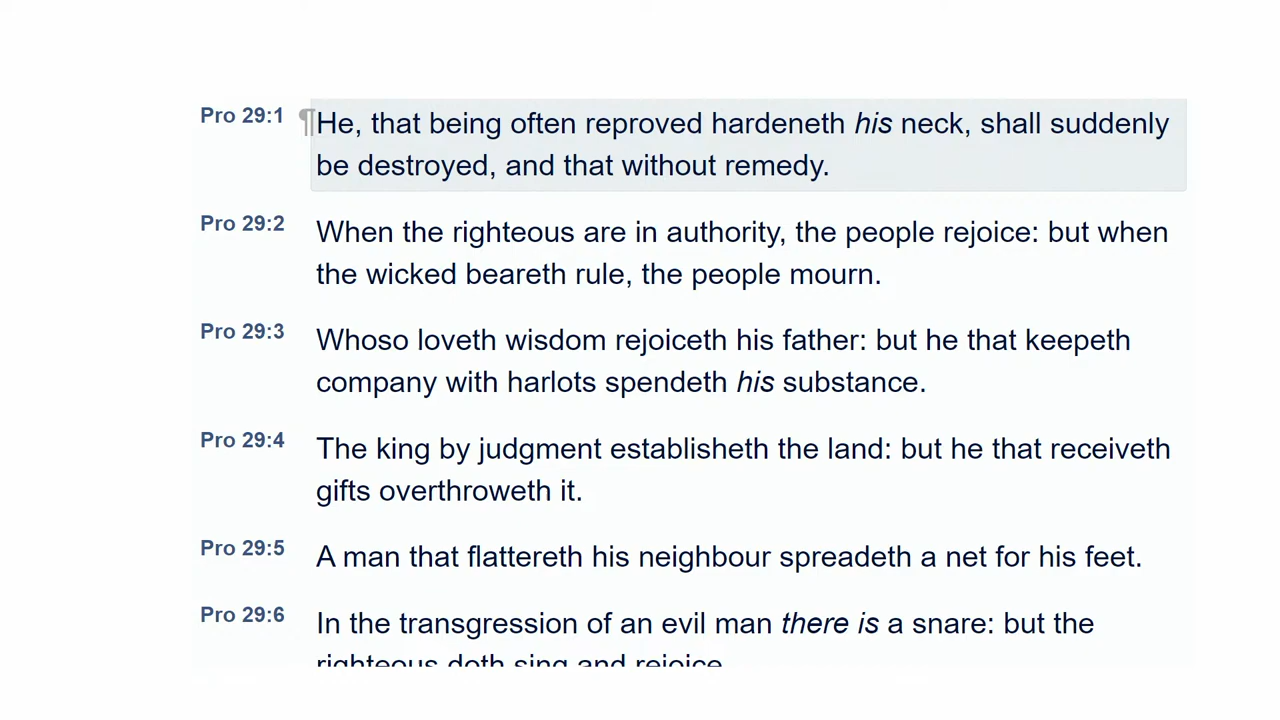 Pro 29:1 ¶He, that being often reproved hardeneth his neck, shall suddenly
be destroyed, and that without remedy.
Pro 29:2 When the righteous are in authority, the people rejoice: but when
the wicked beareth rule, the people mourn.
Pro 29:3 Whoso loveth wisdom rejoiceth his father: but he that keepeth
company with harlots spendeth his substance.
Pro 29:4 The king by judgment establisheth the land: but he that receiveth
gifts overthroweth it.
Pro 29:5 A man that flattereth his neighbour spreadeth a net for his feet.
Pro 29:6 In the transgression of an evil man there is a snare: but the
righteous doth sing and rejoice.